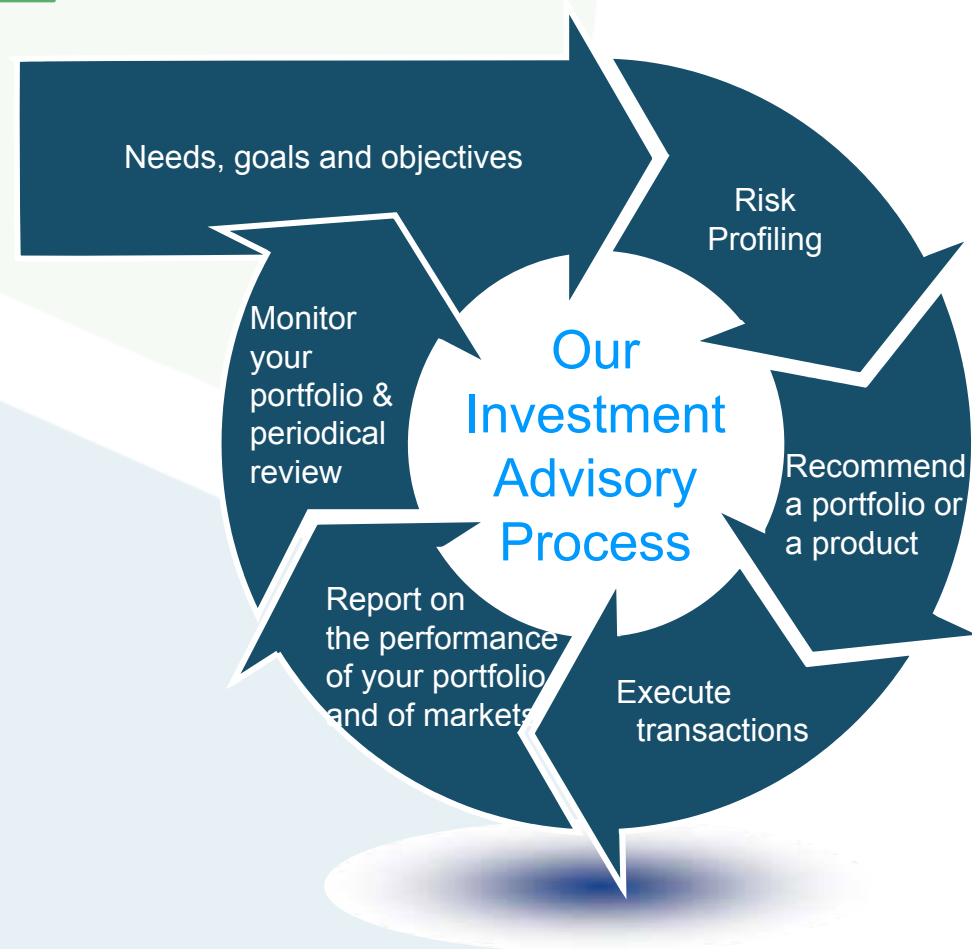 Needs, goals and objectives
Risk
Profiling
Recommend
a portfolio or
a product
Execute
transactions
Report on
the performance
of your portfolio
and of markets
Monitor
your
portfolio &
periodical
review
Our
Investment
Advisory
Process